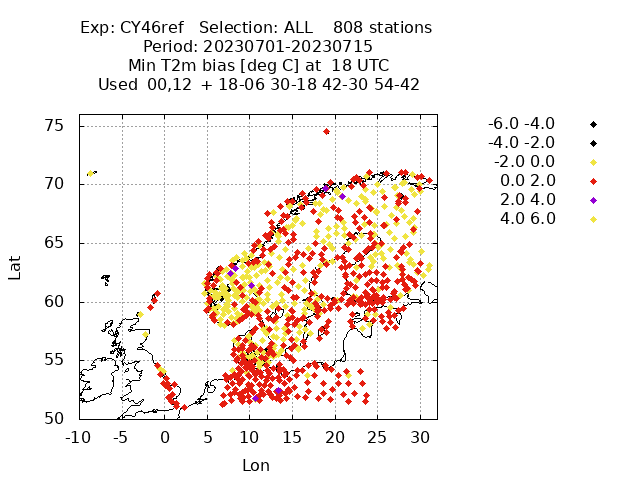 Exp: CY46ref   Selection: ALL    808 stations
Period: 20230701-20230715
Min T2m bias [deg C] at  18 UTC
Used  00,12  + 18-06 30-18 42-30 54-42
75
70
65
60
55
50
Lat
-10 -5 0 5 10 15 20 25 30
Lon
-6.0 -4.0
-4.0 -2.0
-2.0 0.0
0.0 2.0
2.0 4.0
4.0 6.0